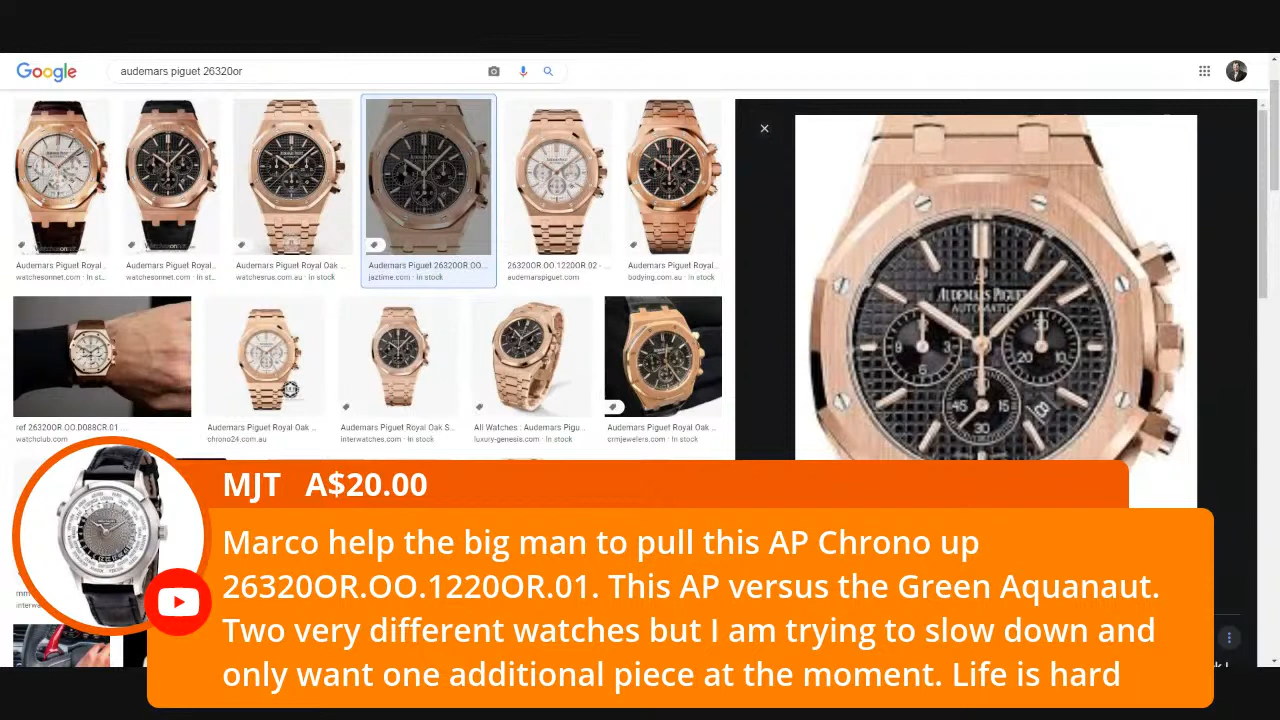 Google
audemars piguet 26320or
Audemars Piguet Royal...
watchesonnet.com · In st...
Audemars Piguet Royal...
watchesonnet.com · In st...
Audemars Piguet Royal Oak ...
watchesrus.com · In stock
Audemars Piguet 26320OR.OO...
jaztime.com · In stock
26320OR.OO.1220OR.02 - ...
audemarspiguet.com
Audemars Piguet Royal...
bodying.com.au · In stock
AUDEMARS PIGUET
AUTOMATIC
ref 26320OR.OO.D088CR.01 ...
watchclub.com
Audemars Piguet Royal Oak ...
chrono24.com.au
Audemars Piguet Royal Oak S...
interwatches.com · In stock
All Watches : Audemars Pigu...
luxury-genesis.com · In stock
Audemars Piguet Royal Oak ...
crmjewelers.com · In stock
MJT A$20.00
Marco help the big man to pull this AP Chrono up
26320OR.OO.1220OR.01. This AP versus the Green Aquanaut.
Two very different watches but I am trying to slow down and
only want one additional piece at the moment. Life is hard